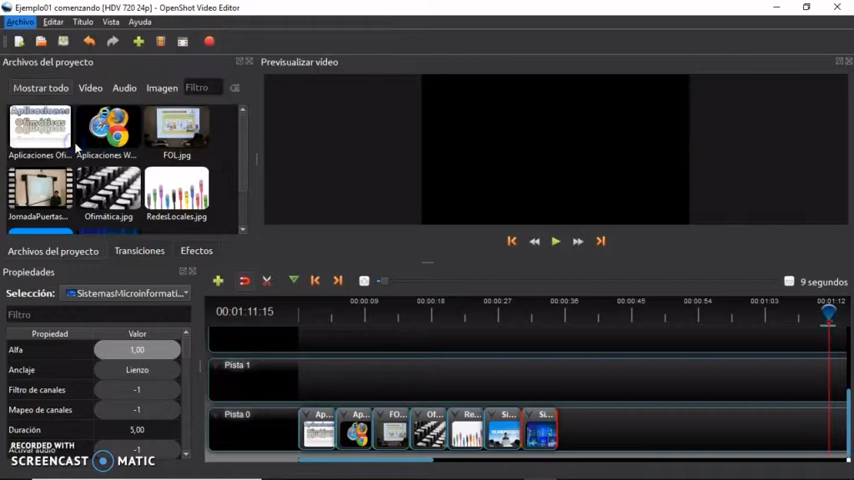 Ejemplo01 comenzando [HDV 720 24p] - OpenShot Video Editor
Archivo Editar Título Vista Ayuda
Archivos del proyecto
Previsualizar vídeo
Mostrar todo Vídeo Audio Imagen Filtro
Aplicaciones
Ofimáticas
Aplicaciones Ofi... Aplicaciones W... FOL.jpg
JornadaPuertas... Ofimática.jpg RedesLocales.jpg
Archivos del proyecto Transiciones Efectos
Propiedades
Selección: SistemasMicroinformati...
9 segundos
Filtro
00:01:11:15
00:00:09 00:00:18 00:00:27 00:00:36 00:00:45 00:00:54 00:01:03 00:01:12
Propiedad Valor
Alfa 1,00
Anclaje Lienzo
Filtro de canales -1
Mapeo de canales -1
Duración 5,00
Activar audio -1
Pista 1
Pista 0
Ap... Ap... FO... Of... Re... Si... Si...
RECORDED WITH
SCREENCAST MATIC